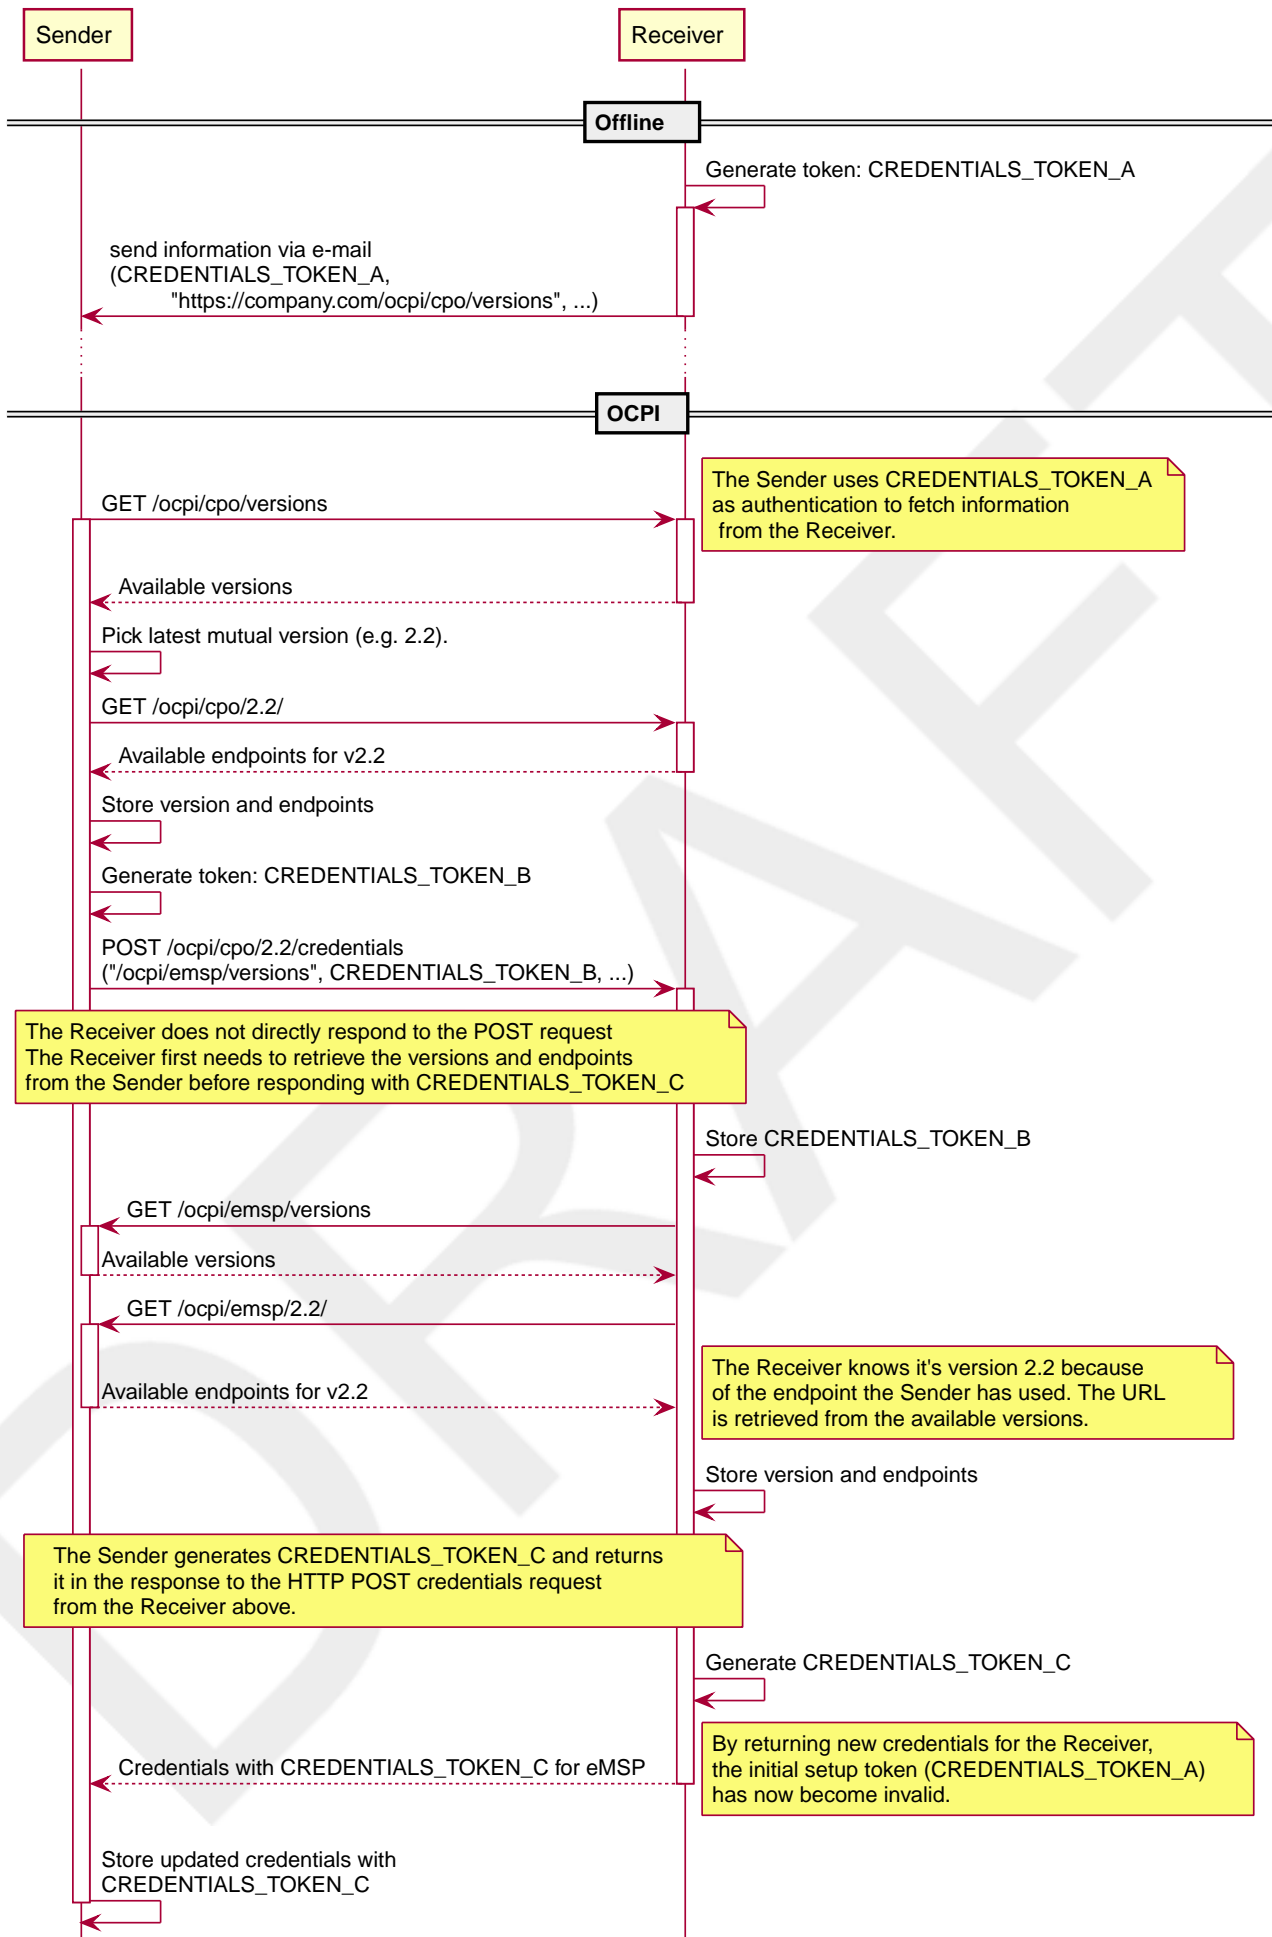 Sender
Receiver
Offline
Generate token: CREDENTIALS_TOKEN_A
send information via e-mail
(CREDENTIALS_TOKEN_A,
"https://company.com/ocpi/cpo/versions", ...)
OCPI
The Sender uses CREDENTIALS_TOKEN_A
as authentication to fetch information
from the Receiver.
GET /ocpi/cpo/versions
Available versions
Pick latest mutual version (e.g. 2.2).
GET /ocpi/cpo/2.2/
Available endpoints for v2.2
Store version and endpoints
Generate token: CREDENTIALS_TOKEN_B
POST /ocpi/cpo/2.2/credentials
("/ocpi/emsp/versions", CREDENTIALS_TOKEN_B, ...)
The Receiver does not directly respond to the POST request
The Receiver first needs to retrieve the versions and endpoints
from the Sender before responding with CREDENTIALS_TOKEN_C
Store CREDENTIALS_TOKEN_B
GET /ocpi/emsp/versions
Available versions
GET /ocpi/emsp/2.2/
The Receiver knows it's version 2.2 because
of the endpoint the Sender has used. The URL
is retrieved from the available versions.
Available endpoints for v2.2
Store version and endpoints
The Sender generates CREDENTIALS_TOKEN_C and returns
it in the response to the HTTP POST credentials request
from the Receiver above.
Generate CREDENTIALS_TOKEN_C
By returning new credentials for the Receiver,
the initial setup token (CREDENTIALS_TOKEN_A)
has now become invalid.
Credentials with CREDENTIALS_TOKEN_C for eMSP
Store updated credentials with
CREDENTIALS_TOKEN_C
DRAFT